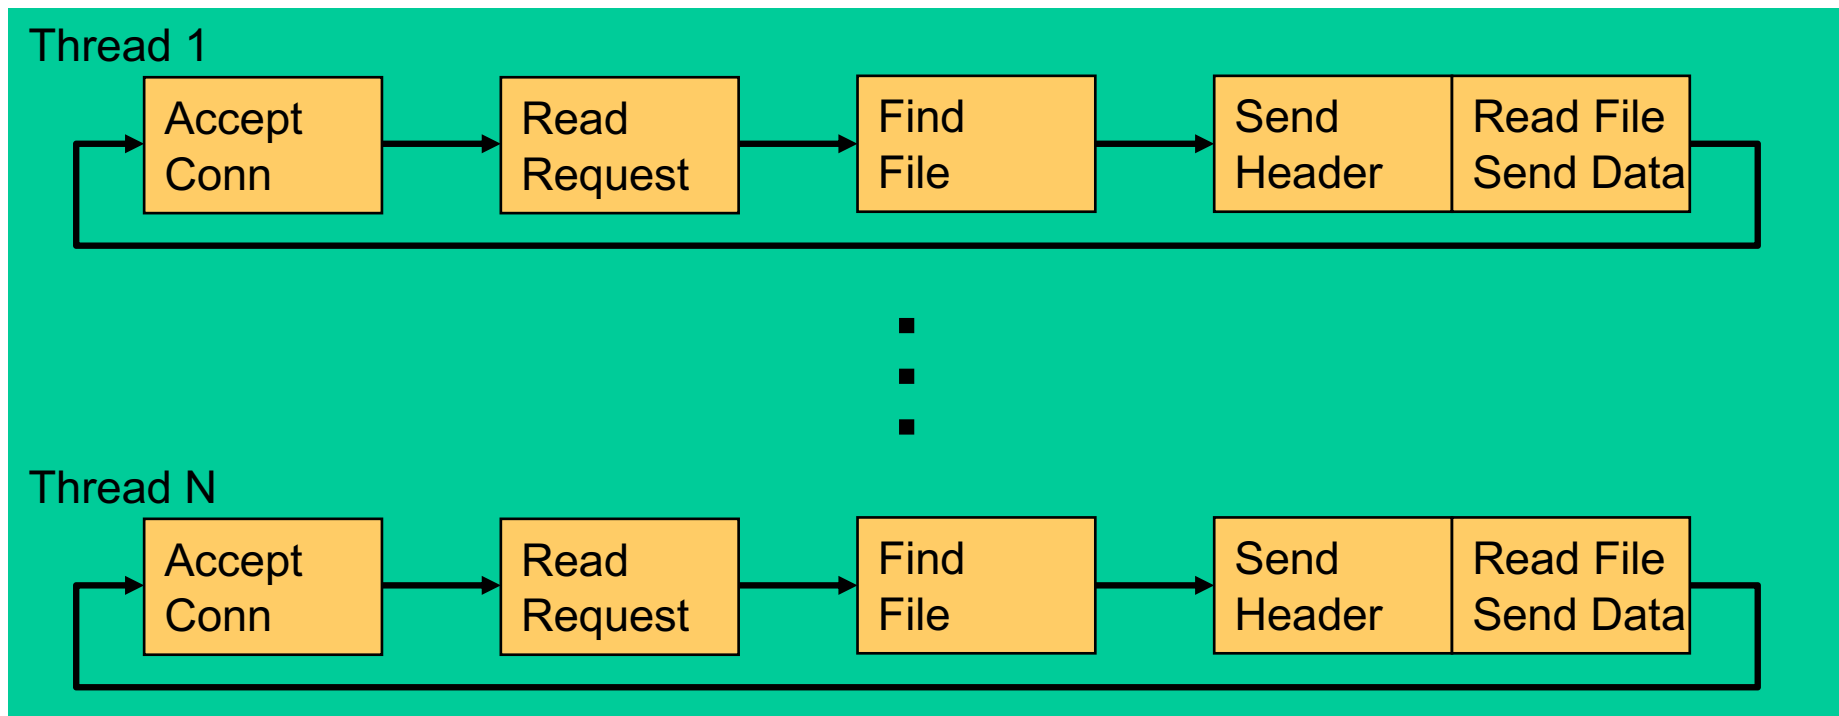 Thread 1
Accept
Conn
Read
Request
Find
File
Send
Header
Read File
Send Data
Thread N
Accept
Conn
Read
Request
Find
File
Send
Header
Read File
Send Data